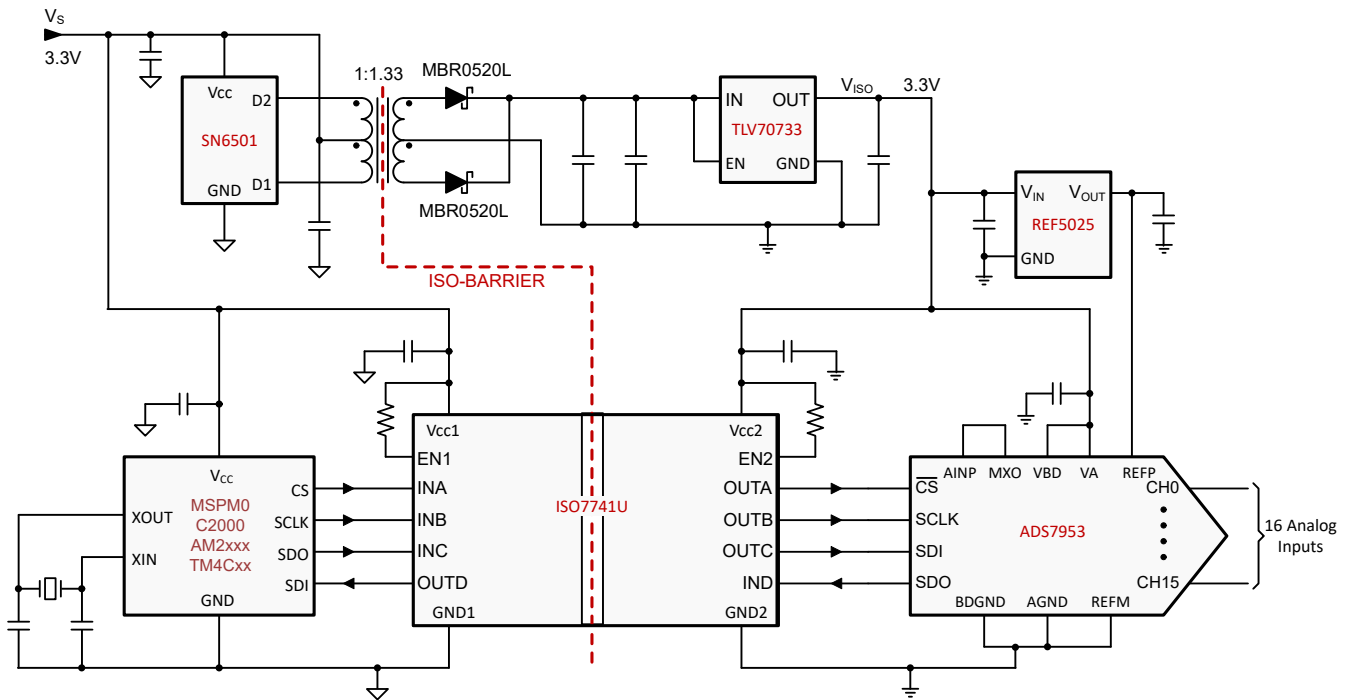 VS
3.3V
1:1.33
MBR0520L
Vcc
D2
SN6501
D1
GND
MBR0520L
IN
OUT
TLV70733
EN
GND
VISO
3.3V
VIN
VOUT
REF5025
GND
ISO-BARRIER
VCC
MSPM0
C2000
AM2xxx
TM4Cxx
XOUT
XIN
CS
SCLK
SDO
SDI
GND
Vcc1
EN1
INA
INB
INC
OUTD
GND1
ISO7741U
Vcc2
EN2
OUTA
OUTB
OUTC
IND
GND2
AINP
MXO
VBD
VA
REFP
CS
SCLK
SDI
SDO
ADS7953
CH0
CH15
BDGND
AGND
REFM
16 Analog
Inputs